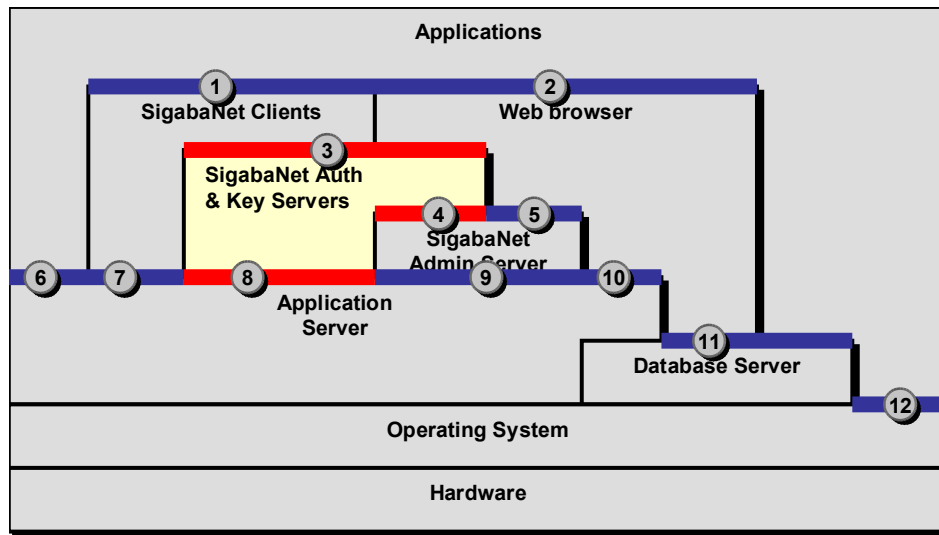 Applications
1
2
SigabaNet Clients
Web browser
3
SigabaNet Auth
& Key Servers
4
5
SigabaNet
Admin Server
6
7
8
9
10
Application
Server
11
Database Server
12
Operating System
Hardware